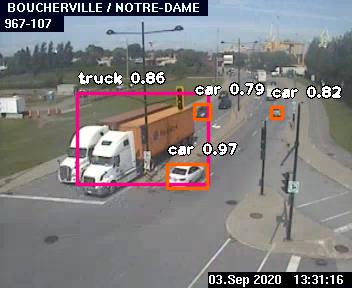 BOUCHERVILLE / NOTRE-DAME
967-107
truck 0.86
car 0.79
car 0.82
car 0.97
03.Sep 2020 13:31:16